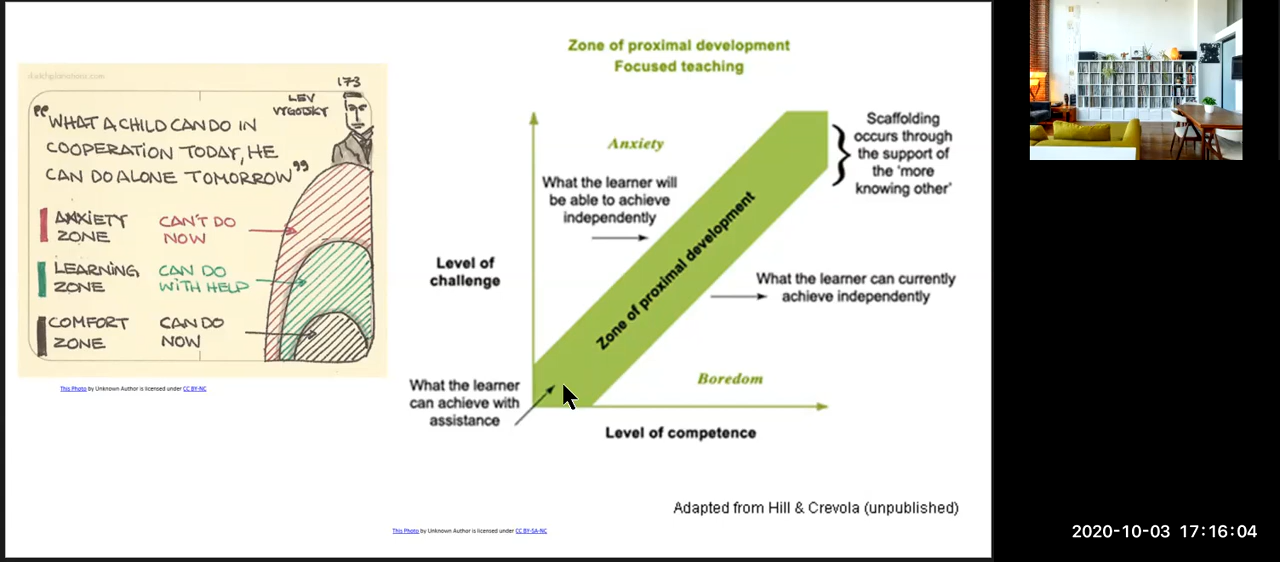 dutchplaintions.com
173
LEV
VYGOTSKY
"WHAT A CHILD CAN DO IN
COOPERATION TODAY, HE
CAN DO ALONE TOMORROW"
ANXIETY
ZONE
CAN'T DO
NOW
LEARNING
ZONE
CAN DO
WITH HELP
COMFORT
ZONE
CAN DO
NOW
This Photo by Unknown Author is licensed under CC BY-NC
Zone of proximal development
Focused teaching
Anxiety
What the learner will
be able to achieve
independently
Scaffolding
occurs through
the support of
the 'more
knowing other'
Level of
challenge
Zone of proximal development
What the learner can currently
achieve independently
What the learner
can achieve with
assistance
Boredom
Level of competence
Adapted from Hill & Crevola (unpublished)
This Photo by Unknown Author is licensed under CC BY-SA-NC
2020-10-03 17:16:04